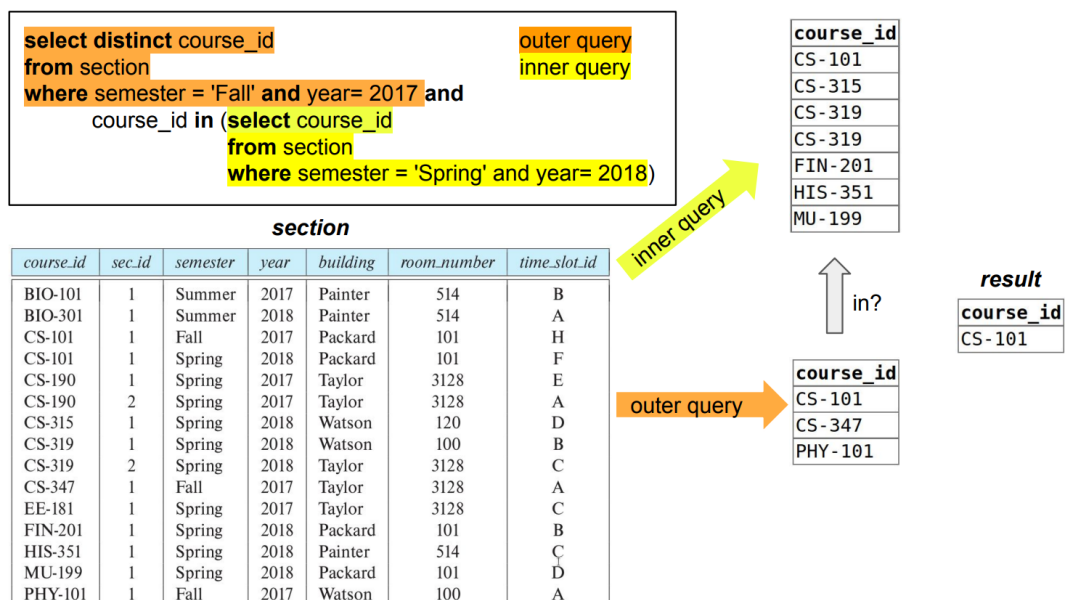 select distinct course_id
from section
where semester = 'Fall' and year= 2017 and
course_id in (select course_id
from section
where semester = 'Spring' and year= 2018)
outer query
inner query
section
course_id sec_id semester year building room_number time_slot_id
BIO-101 1 Summer 2017 Painter 514 B
BIO-301 1 Summer 2018 Painter 514 A
CS-101 1 Fall 2017 Packard 101 H
CS-101 1 Spring 2018 Packard 101 F
CS-190 1 Spring 2017 Taylor 3128 E
CS-190 2 Spring 2017 Taylor 3128 A
CS-315 1 Spring 2018 Watson 120 D
CS-319 1 Spring 2018 Watson 100 B
CS-319 2 Spring 2018 Taylor 3128 C
CS-347 1 Fall 2017 Taylor 3128 A
EE-181 1 Spring 2017 Taylor 3128 C
FIN-201 1 Spring 2018 Packard 101 B
HIS-351 1 Spring 2018 Painter 514 C
MU-199 1 Spring 2018 Packard 101 D
PHY-101 1 Fall 2017 Watson 100 A
inner query
course_id
CS-101
CS-315
CS-319
CS-319
FIN-201
HIS-351
MU-199
in?
outer query
course_id
CS-101
CS-347
PHY-101
result
course_id
CS-101